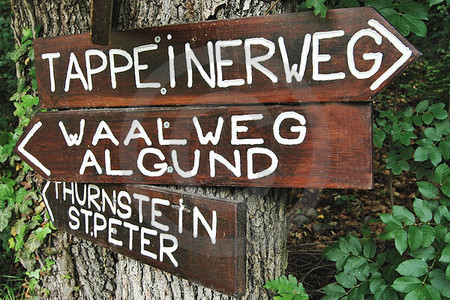 TAPPEINERWEG
WAALWEG
ALGUND
THURNSTEIN
ST.PETER